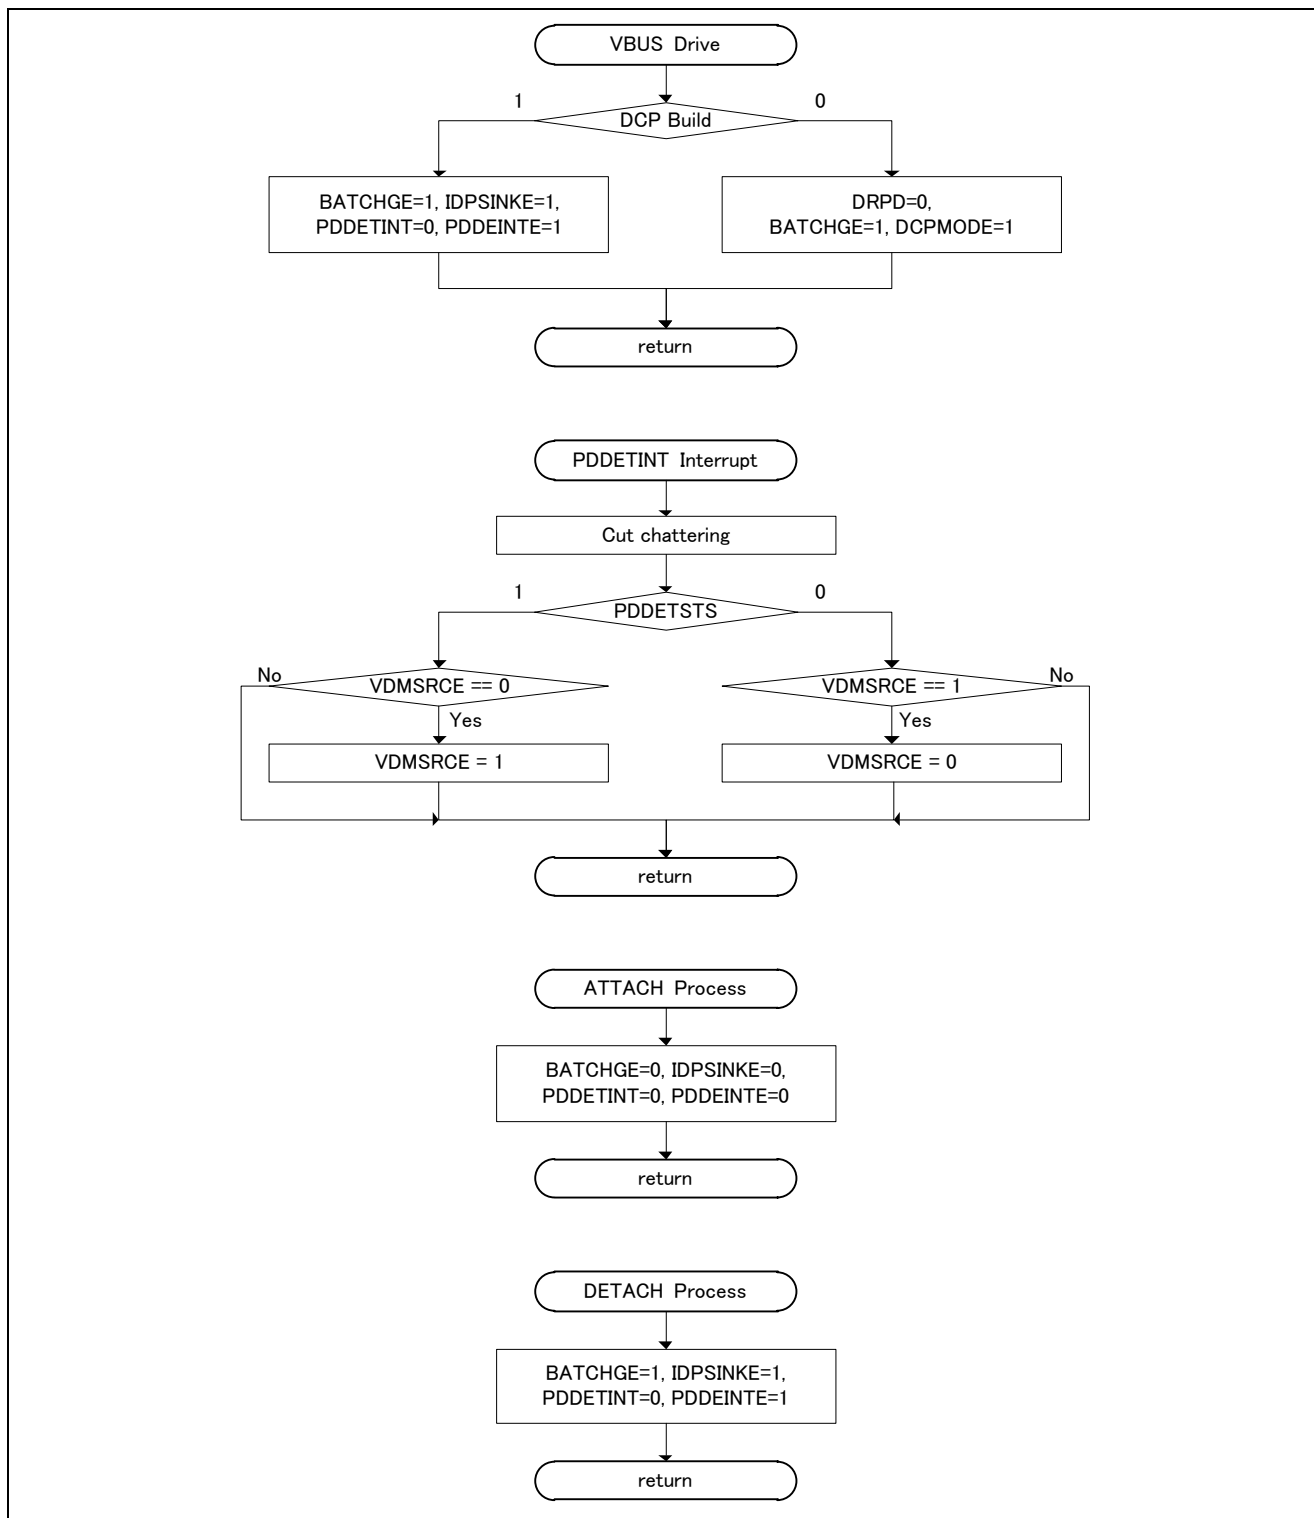 VBUS Drive
1
0
DCP Build
BATCHGE=1, IDPSINKE=1,
PDDETINT=0, PDDEINTE=1
DRPD=0,
BATCHGE=1, DCPMODE=1
return
PDDETINT Interrupt
Cut chattering
1
0
PDDETSTS
No
VDMSRCE == 0
VDMSRCE == 1
No
Yes
Yes
VDMSRCE = 1
VDMSRCE = 0
return
ATTACH Process
BATCHGE=0, IDPSINKE=0,
PDDETINT=0, PDDEINTE=0
return
DETACH Process
BATCHGE=1, IDPSINKE=1,
PDDETINT=0, PDDEINTE=1
return